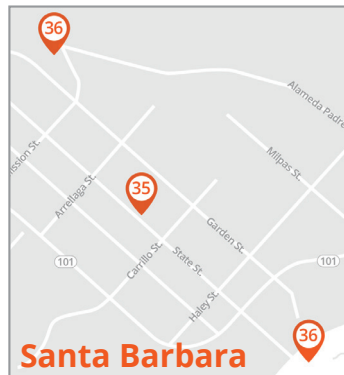 36
Alameda Padre
ission St.
Milpas St.
Arrellaga St.
35
Garden St.
101
Carrillo St.
State St.
101
Haley St.
36
Santa Barbara